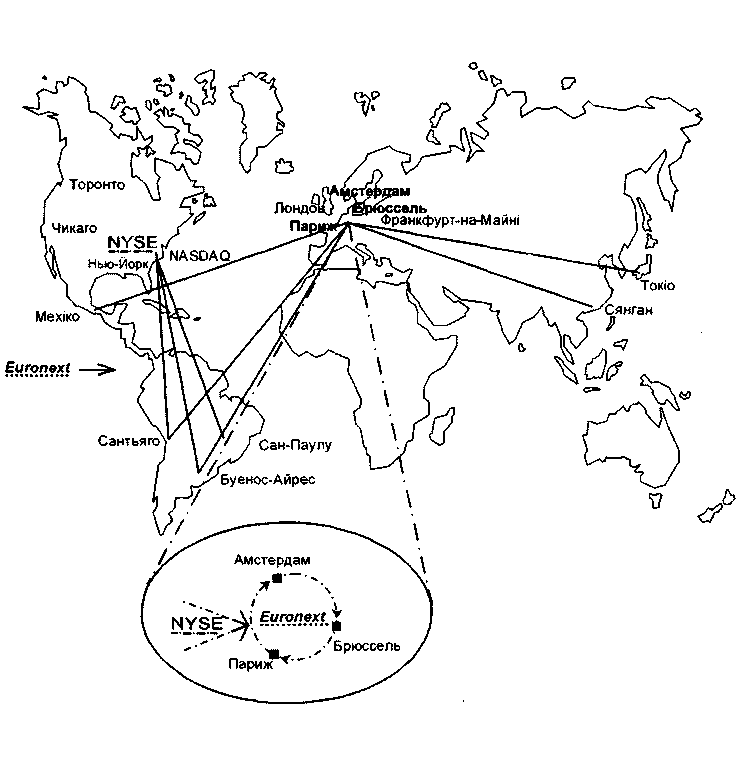 Торонто
Амстердам
Лондон
Брюссель
Париж
Франкфурт-на-Майні
Чикаго
NYSE
NASDAQ
Нью-Йорк
Мехіко
Токіо
Сянган
Euronext
Сантьяго
Сан-Паулу
Буенос-Айрес
Амстердам
NYSE
Euronext
Брюссель
Париж